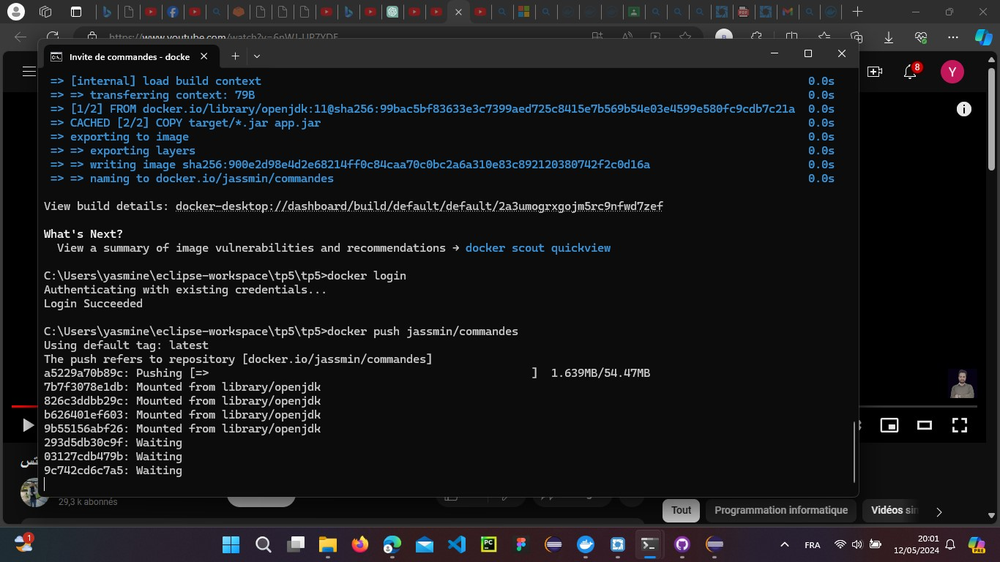 https://www.youtube.com/watch?v=6nWJ-UPZYDE
Invite de commandes - docke
8
Y
=> [internal] load build context 0.0s
=> => transferring context: 79B 0.0s
=> [1/2] FROM docker.io/library/openjdk:11@sha256:99bac5bf83633e3c7399aed725c8415e7b569b54e03e4599e580fc9cdb7c21a 0.0s
=> CACHED [2/2] COPY target/*.jar app.jar 0.0s
=> exporting to image 0.0s
=> => exporting layers 0.0s
=> => writing image sha256:900e2d98e4d2e68214ff0c84caa70c0bc2a6a310e83c892120380742f2c0d16a 0.0s
=> => naming to docker.io/jassmin/commandes 0.0s
View build details: docker-desktop://dashboard/build/default/default/2a3umogrxgojm5rc9nfwd7zef
What's Next?
View a summary of image vulnerabilities and recommendations → docker scout quickview
C:\Users\yasmine\eclipse-workspace\tp5\tp5>docker login
Authenticating with existing credentials...
Login Succeeded
C:\Users\yasmine\eclipse-workspace\tp5\tp5>docker push jassmin/commandes
Using default tag: latest
The push refers to repository [docker.io/jassmin/commandes]
a5229a70b89c: Pushing [=> ] 1.639MB/54.47MB
7b7f3078e1db: Mounted from library/openjdk
826c3ddbb29c: Mounted from library/openjdk
b626401ef603: Mounted from library/openjdk
9b55156abf26: Mounted from library/openjdk
293d5db30c9f: Waiting
03127cdb479b: Waiting
9c742cd6c7a5: Waiting
29,3 k abonnés
Tout Programmation informatique Vidéos sin
1
FRA
20:01
12/05/2024